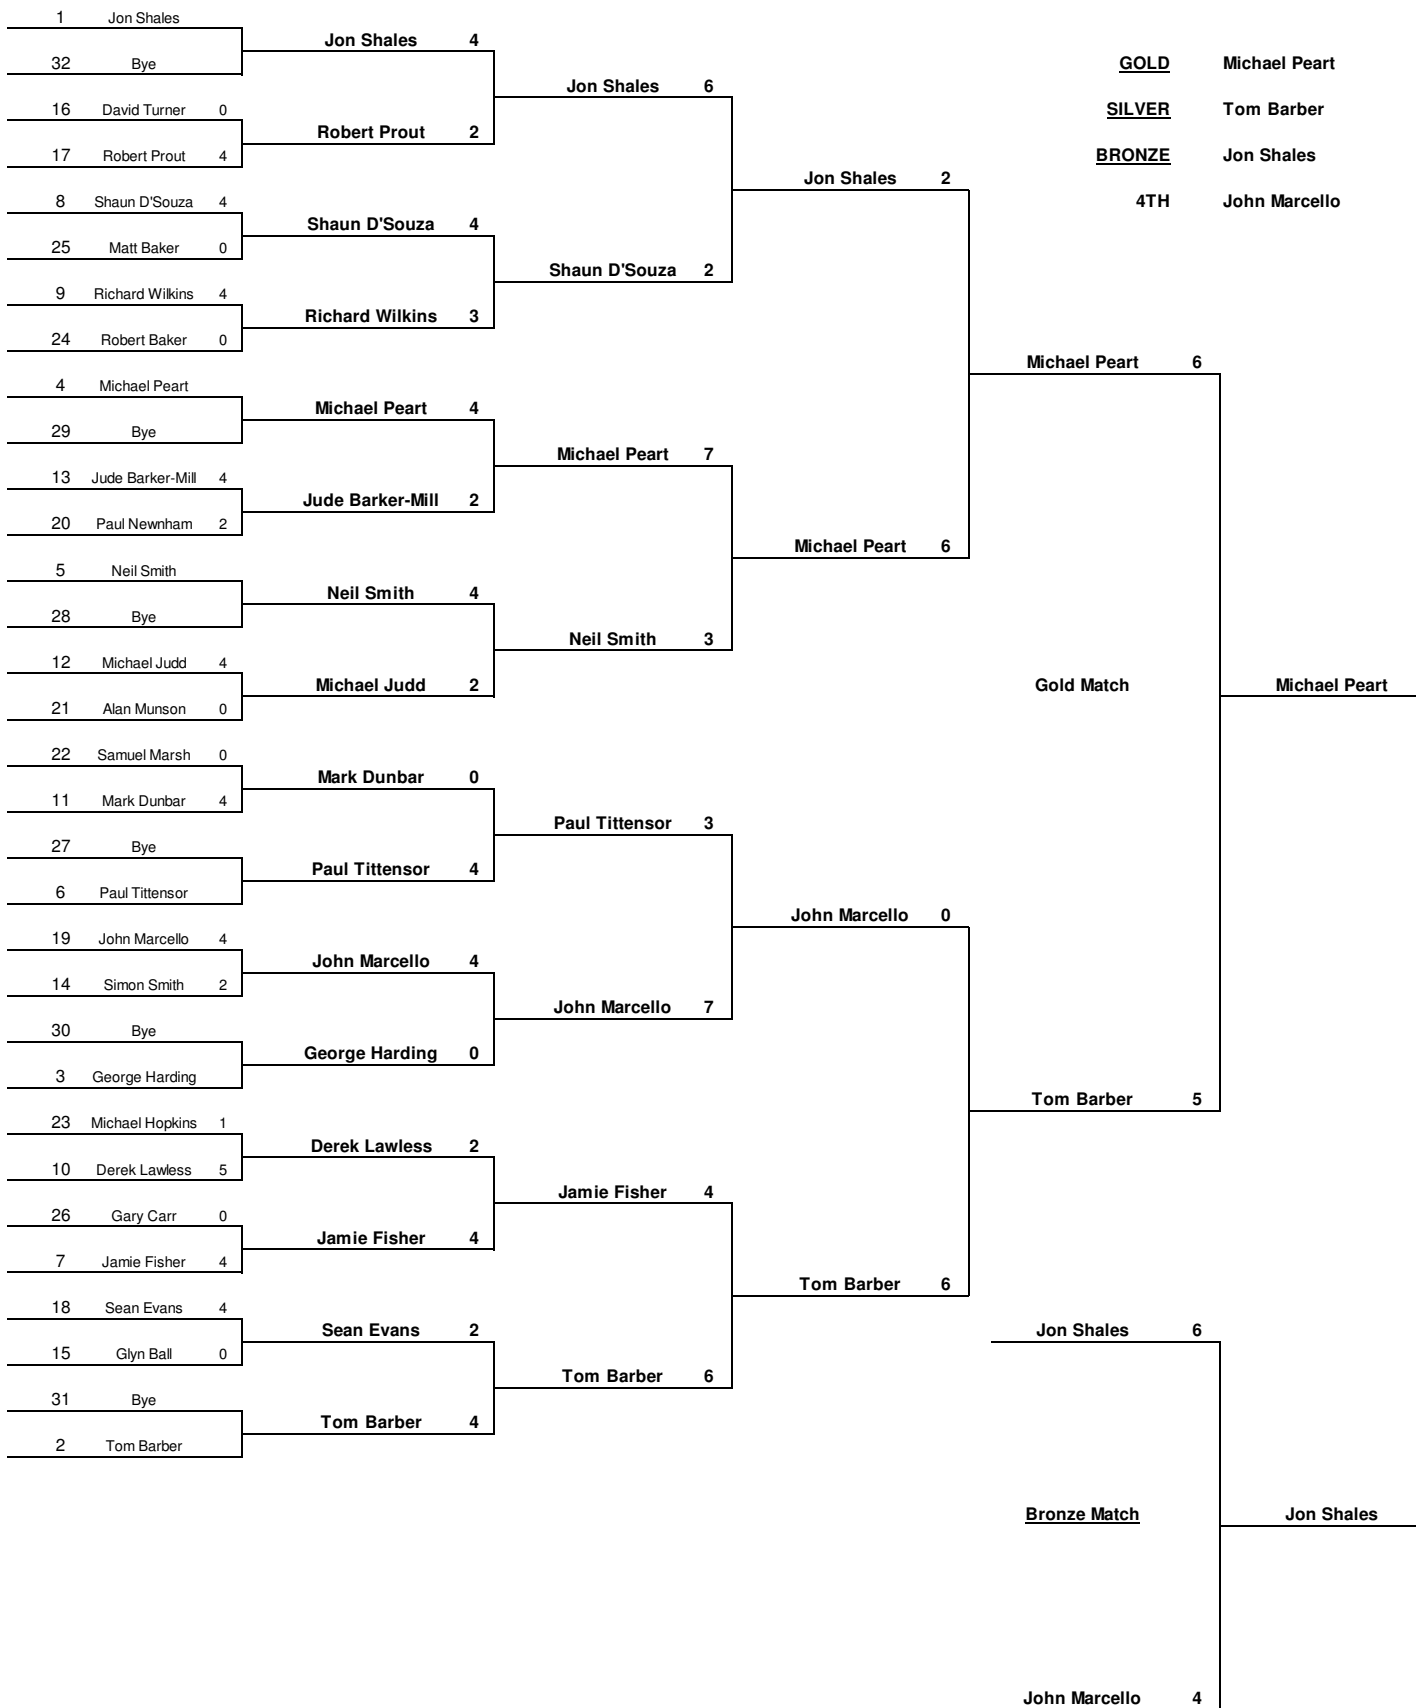 1 Jon Shales
Jon Shales 4
32 Bye
GOLD Michael Peart
Jon Shales 6
16 David Turner 0
SILVER Tom Barber
Robert Prout 2
17 Robert Prout 4
BRONZE Jon Shales
Jon Shales 2
8 Shaun D'Souza 4
4TH John Marcello
Shaun D'Souza 4
25 Matt Baker 0
Shaun D'Souza 2
9 Richard Wilkins 4
Richard Wilkins 3
24 Robert Baker 0
Michael Peart 6
4 Michael Peart
Michael Peart 4
29 Bye
Michael Peart 7
13 Jude Barker-Mill 4
Jude Barker-Mill 2
20 Paul Newnham 2
Michael Peart 6
5 Neil Smith
Neil Smith 4
28 Bye
Neil Smith 3
12 Michael Judd 4
Michael Judd 2
Gold Match
Michael Peart
21 Alan Munson 0
22 Samuel Marsh 0
Mark Dunbar 0
11 Mark Dunbar 4
Paul Tittensor 3
27 Bye
Paul Tittensor 4
6 Paul Tittensor
John Marcello 0
19 John Marcello 4
John Marcello 4
14 Simon Smith 2
John Marcello 7
30 Bye
George Harding 0
3 George Harding
Tom Barber 5
23 Michael Hopkins 1
Derek Lawless 2
10 Derek Lawless 5
Jamie Fisher 4
26 Gary Carr 0
Jamie Fisher 4
7 Jamie Fisher 4
Tom Barber 6
18 Sean Evans 4
Sean Evans 2
Jon Shales 6
15 Glyn Ball 0
Tom Barber 6
31 Bye
Tom Barber 4
2 Tom Barber
Bronze Match
Jon Shales
John Marcello 4